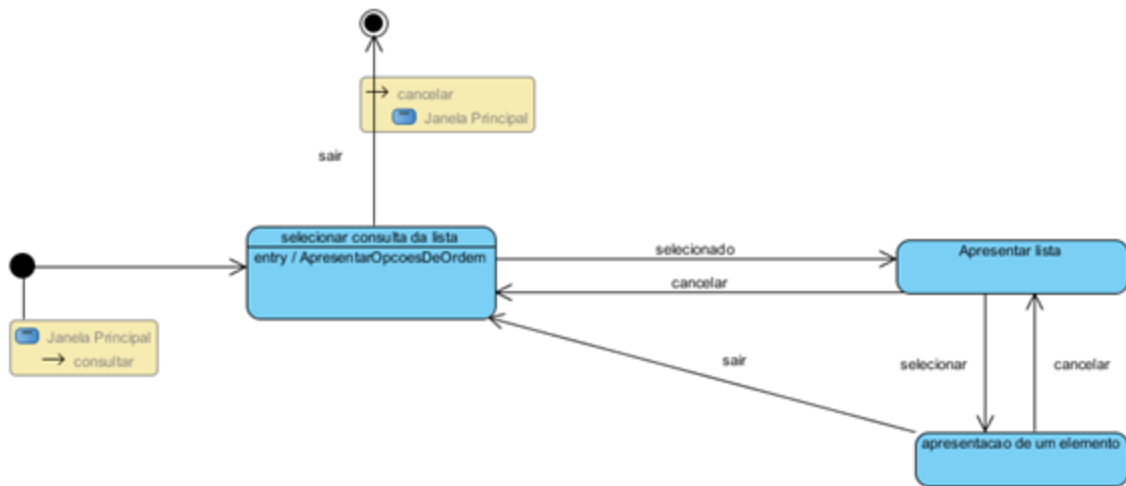 cancelar
Janela Principal
sair
selecionar consulta da lista
entry / ApresentarOpcoesDeOrdem
selecionado
Apresentar lista
cancelar
Janela Principal
consultar
sair
selecionar
cancelar
apresentacao de um elemento